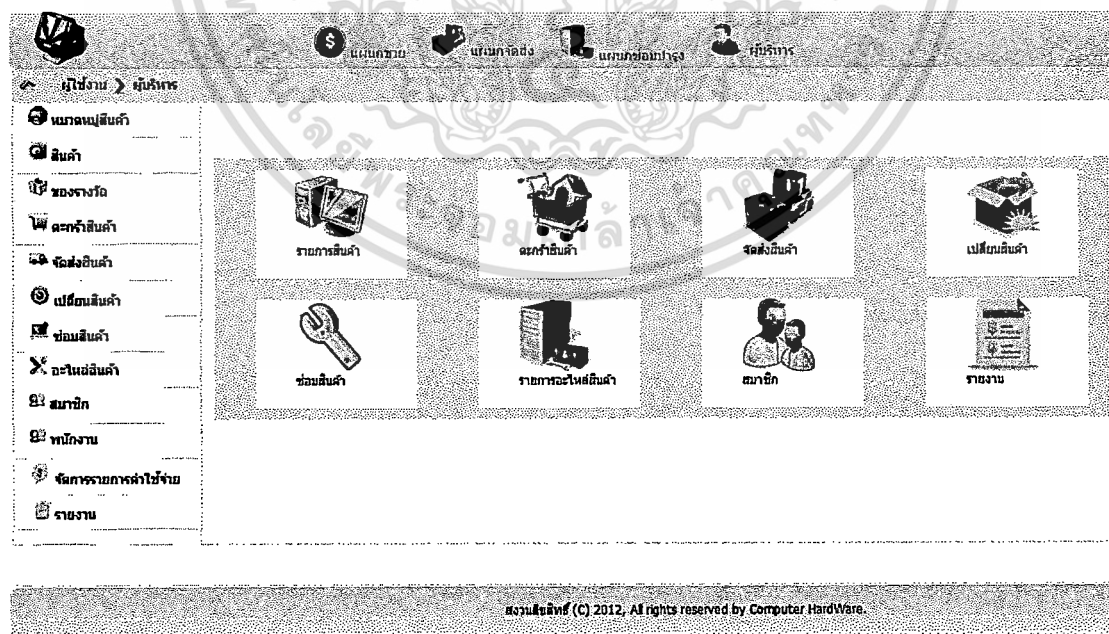 แผนกขาย แผนกจัดส่ง แผนกซ่อมบำรุง ผู้บริหาร
ผู้ใช้งาน ❯ ผู้บริหาร
หมวดหมู่สินค้า
สินค้า
ของรางวัล
ตะกร้าสินค้า
จัดส่งสินค้า
เปลี่ยนสินค้า
ซ่อมสินค้า
อะไหล่สินค้า
สมาชิก
พนักงาน
จัดการรายการค่าใช้จ่าย
รายงาน
รายการสินค้า ตะกร้าสินค้า จัดส่งสินค้า เปลี่ยนสินค้า
ซ่อมสินค้า รายการอะไหล่สินค้า สมาชิก รายงาน
สงวนลิขสิทธิ์ (C) 2012, All rights reserved by Computer HardWare.